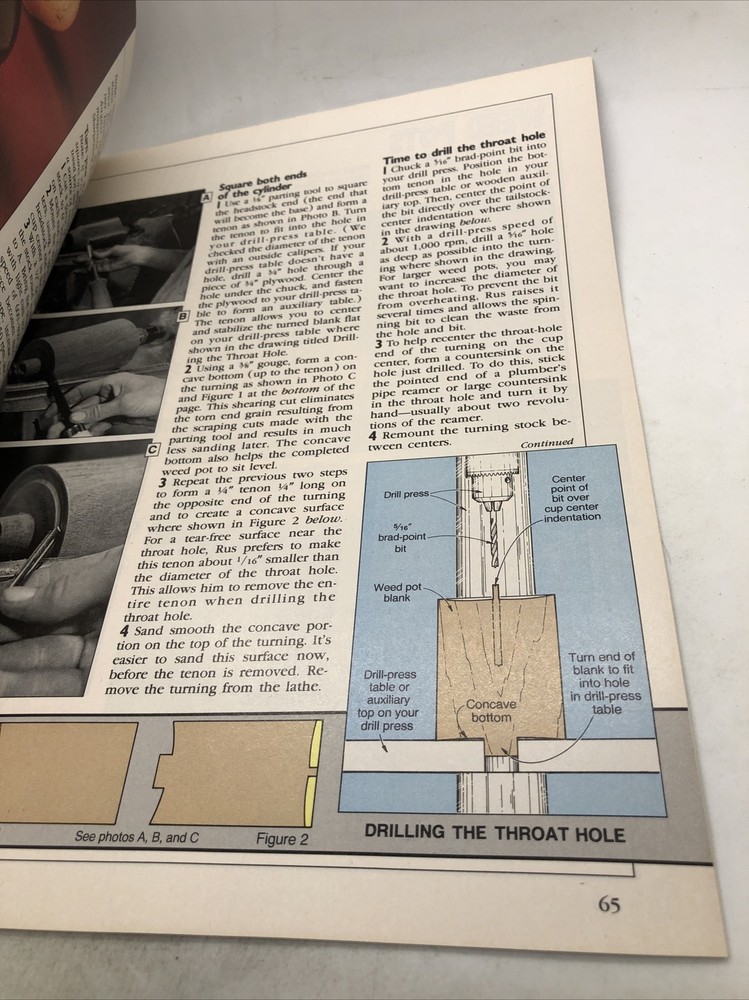 Square both ends
of the cylinder
1 Use a ⅛" parting tool to square
the headstock end (the end that
will become the base) and form a
tenon as shown in Photo B. Turn
the tenon to fit into the hole in
your drill-press table. (We
checked the diameter of the tenon
with an outside calipers. If your
drill-press table doesn't have a
hole, drill a ¾" hole through a
piece of ¾" plywood. Center the
hole under the chuck, and fasten
the plywood to your drill-press ta-
ble to form an auxiliary table.)
The tenon allows you to center
and stabilize the turned blank flat
on your drill-press table where
shown in the drawing titled Drill-
ing the Throat Hole.
2 Using a ⅜" gouge, form a con-
cave bottom (up to the tenon) on
the turning as shown in Photo C
and Figure 1 at the bottom of the
page. This shearing cut eliminates
the torn end grain resulting from
the scraping cuts made with the
parting tool and results in much
less sanding later. The concave
bottom also helps the completed
weed pot to sit level.
3 Repeat the previous two steps
to form a ¼" tenon ¼" long on
the opposite end of the turning
and to create a concave surface
where shown in Figure 2 below.
For a tear-free surface near the
throat hole, Rus prefers to make
this tenon about 1/16" smaller than
the diameter of the throat hole.
This allows him to remove the en-
tire tenon when drilling the
throat hole.
4 Sand smooth the concave por-
tion on the top of the turning. It's
easier to sand this surface now,
before the tenon is removed. Re-
move the turning from the lathe.
A
B
C
Time to drill the throat hole
1 Chuck a 5/16" brad-point bit into
your drill press. Position the bot-
tom tenon in the hole in your
drill-press table or wooden auxil-
iary top. Then, center the point of
the bit directly over the tailstock-
center indentation where shown
in the drawing below.
2 With a drill-press speed of
about 1,000 rpm, drill a 5/16" hole
as deep as possible into the turn-
ing where shown in the drawing.
For larger weed pots, you may
want to increase the diameter of
the throat hole. To prevent the bit
from overheating, Rus raises it
several times and allows the spin-
ning bit to clean the waste from
the hole and bit.
3 To help recenter the throat-hole
end of the turning on the cup
center, form a countersink on the
hole just drilled. To do this, stick
the pointed end of a plumber's
pipe reamer or large countersink
in the throat hole and turn it by
hand—usually about two revolu-
tions of the reamer.
4 Remount the turning stock be-
tween centers.
Continued
Drill press
5/16"
brad-point
bit
Center
point of
bit over
cup center
indentation
Weed pot
blank
Drill-press
table or
auxiliary
top on your
drill press
Concave
bottom
Turn end of
blank to fit
into hole
in drill-press
table
DRILLING THE THROAT HOLE
See photos A, B, and C
Figure 2
65